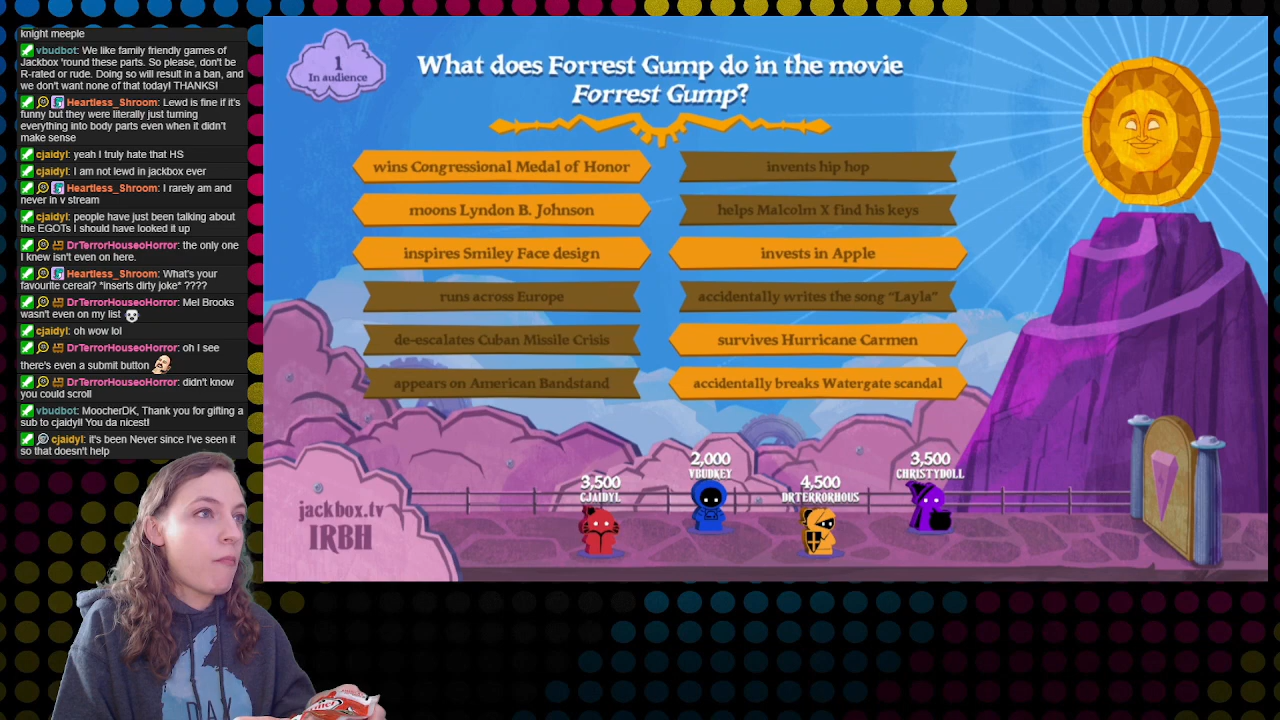 knight meeple
vbudbot: We like family friendly games of
Jackbox 'round these parts. So please, don't be
R-rated or rude. Doing so will result in a ban, and
we don't want none of that today! THANKS!
Heartless_Shroom: Lewd is fine if it's
funny but they were literally just turning
everything into body parts even when it didn't
make sense
cjaidyl: yeah I truly hate that HS
cjaidyl: I am not lewd in jackbox ever
Heartless_Shroom: I rarely am and
never in v stream
cjaidyl: people have just been talking about
the EGOTs I should have looked it up
DrTerrorHouseoHorror: the only one
I knew isn't even on here.
Heartless_Shroom: What's your
favourite cereal? *inserts dirty joke* ????
DrTerrorHouseoHorror: Mel Brooks
wasn't even on my list
cjaidyl: oh wow lol
DrTerrorHouseoHorror: oh I see
there's even a submit button
DrTerrorHouseoHorror: didn't know
you could scroll
vbudbot: MoocherDK, Thank you for gifting a
sub to cjaidyl! You da nicest!
cjaidyl: it's been Never since I've seen it
so that doesn't help
1
In audience
What does Forrest Gump do in the movie
Forrest Gump?
wins Congressional Medal of Honor
invents hip hop
moons Lyndon B. Johnson
helps Malcolm X find his keys
inspires Smiley Face design
invests in Apple
runs across Europe
accidentally writes the song "Layla"
de-escalates Cuban Missile Crisis
survives Hurricane Carmen
appears on American Bandstand
accidentally breaks Watergate scandal
3,500
CJAIDYL
2,000
VBUDKEY
4,500
DRTERRORHOUS
3,500
CHRISTYDOLL
jackbox.tv
IRBH